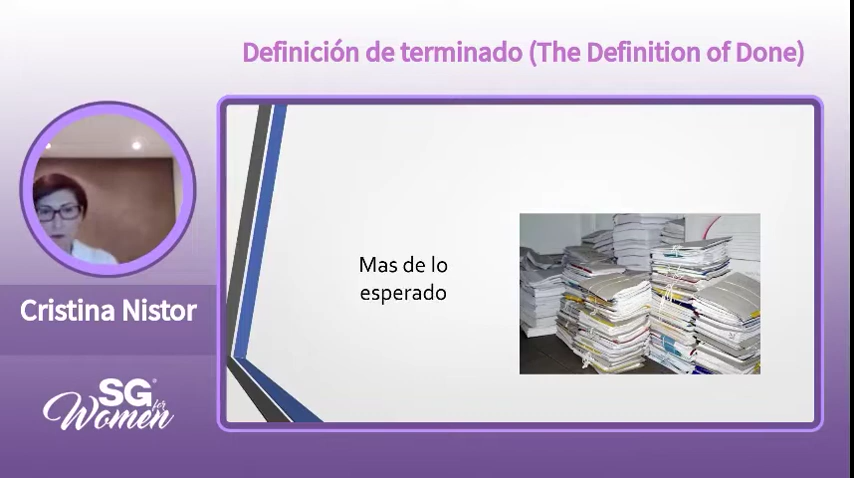 Definición de terminado (The Definition of Done)
Mas de lo
esperado
Cristina Nistor
SG®
for
Women